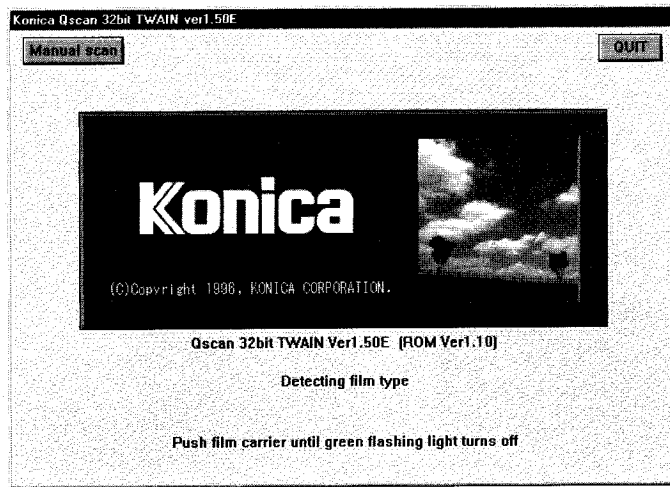 Konica Qscan 32bit TWAIN ver1.50E
Manual scan
QUIT
Konica
(C)Copyright 1996, KONICA CORPORATION.
Qscan 32bit TWAIN Ver1.50E (ROM Ver1.10)
Detecting film type
Push film carrier until green flashing light turns off